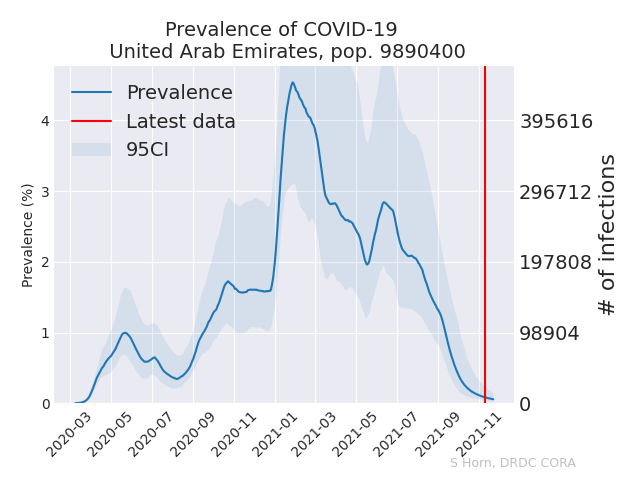 Prevalence of COVID-19
United Arab Emirates, pop. 9890400
Prevalence
Latest data
95CI
Prevalence (%)
4
3
2
1
0
395616
296712
197808
98904
0
# of infections
2020-03
2020-05
2020-07
2020-09
2020-11
2021-01
2021-03
2021-05
2021-07
2021-09
2021-11
S Horn, DRDC CORA